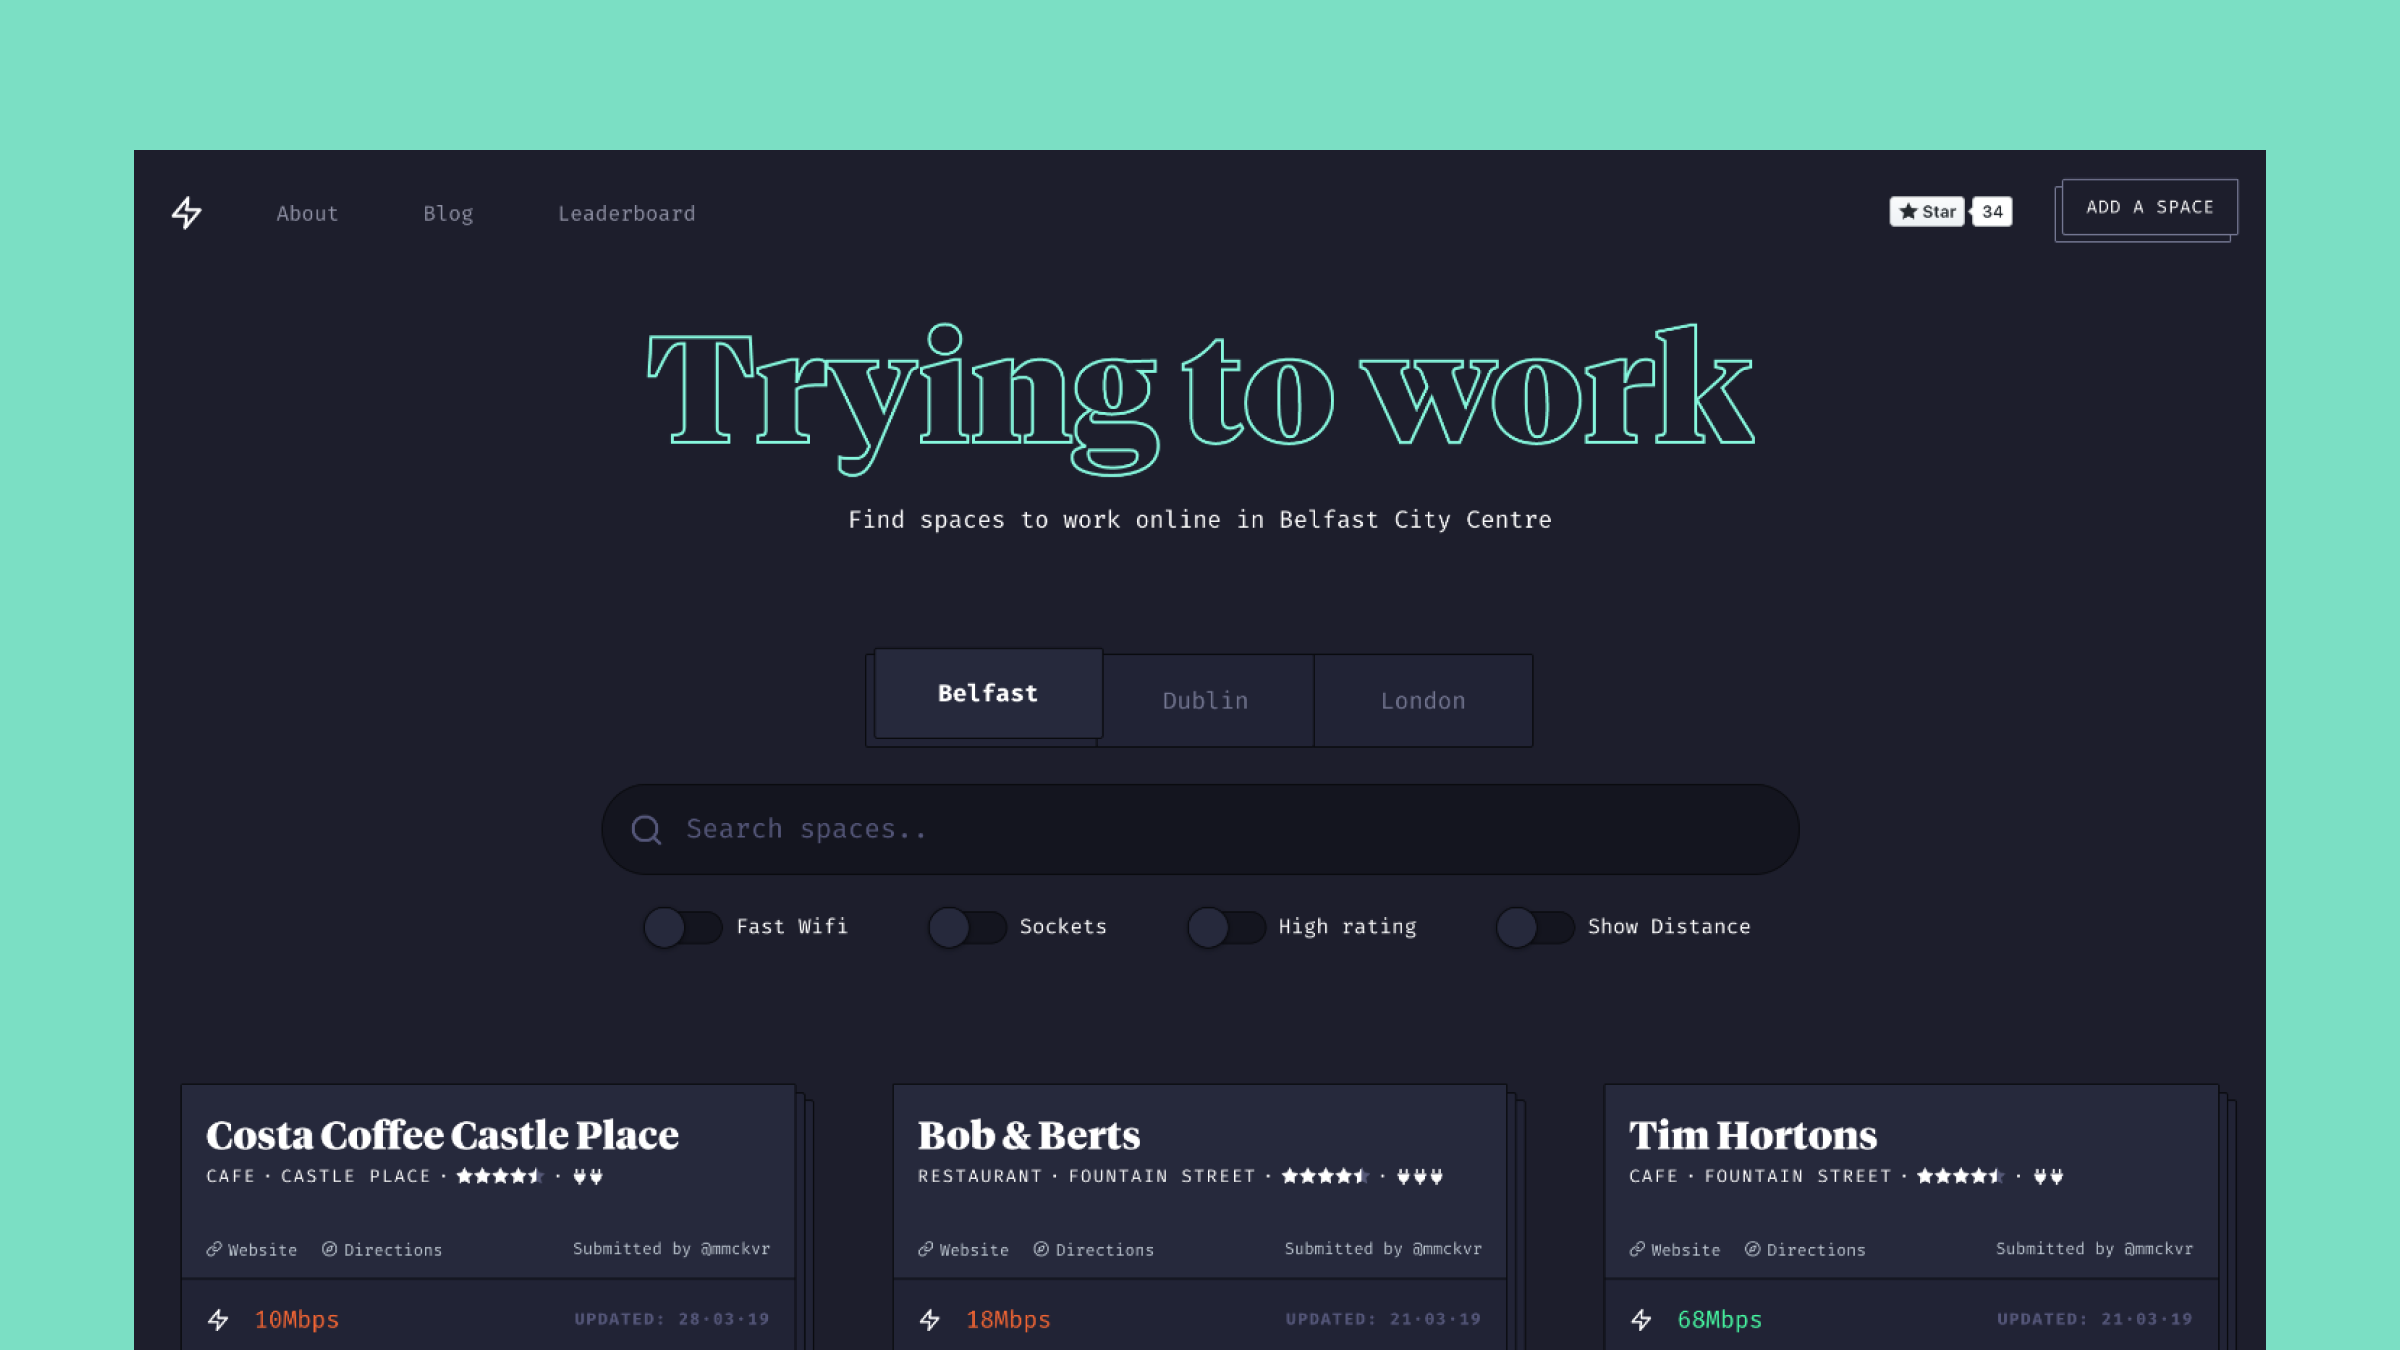 About Blog Leaderboard Star 34 ADD A SPACE
Trying to work
Find spaces to work online in Belfast City Centre
Belfast Dublin London
Search spaces..
Fast Wifi Sockets High rating Show Distance
Costa Coffee Castle Place
CAFE · CASTLE PLACE ·
Website Directions Submitted by @mmckvr
10Mbps UPDATED: 28·03·19
Bob & Berts
RESTAURANT · FOUNTAIN STREET ·
Website Directions Submitted by @mmckvr
18Mbps UPDATED: 21·03·19
Tim Hortons
CAFE · FOUNTAIN STREET ·
Website Directions Submitted by @mmckvr
68Mbps UPDATED: 21·03·19